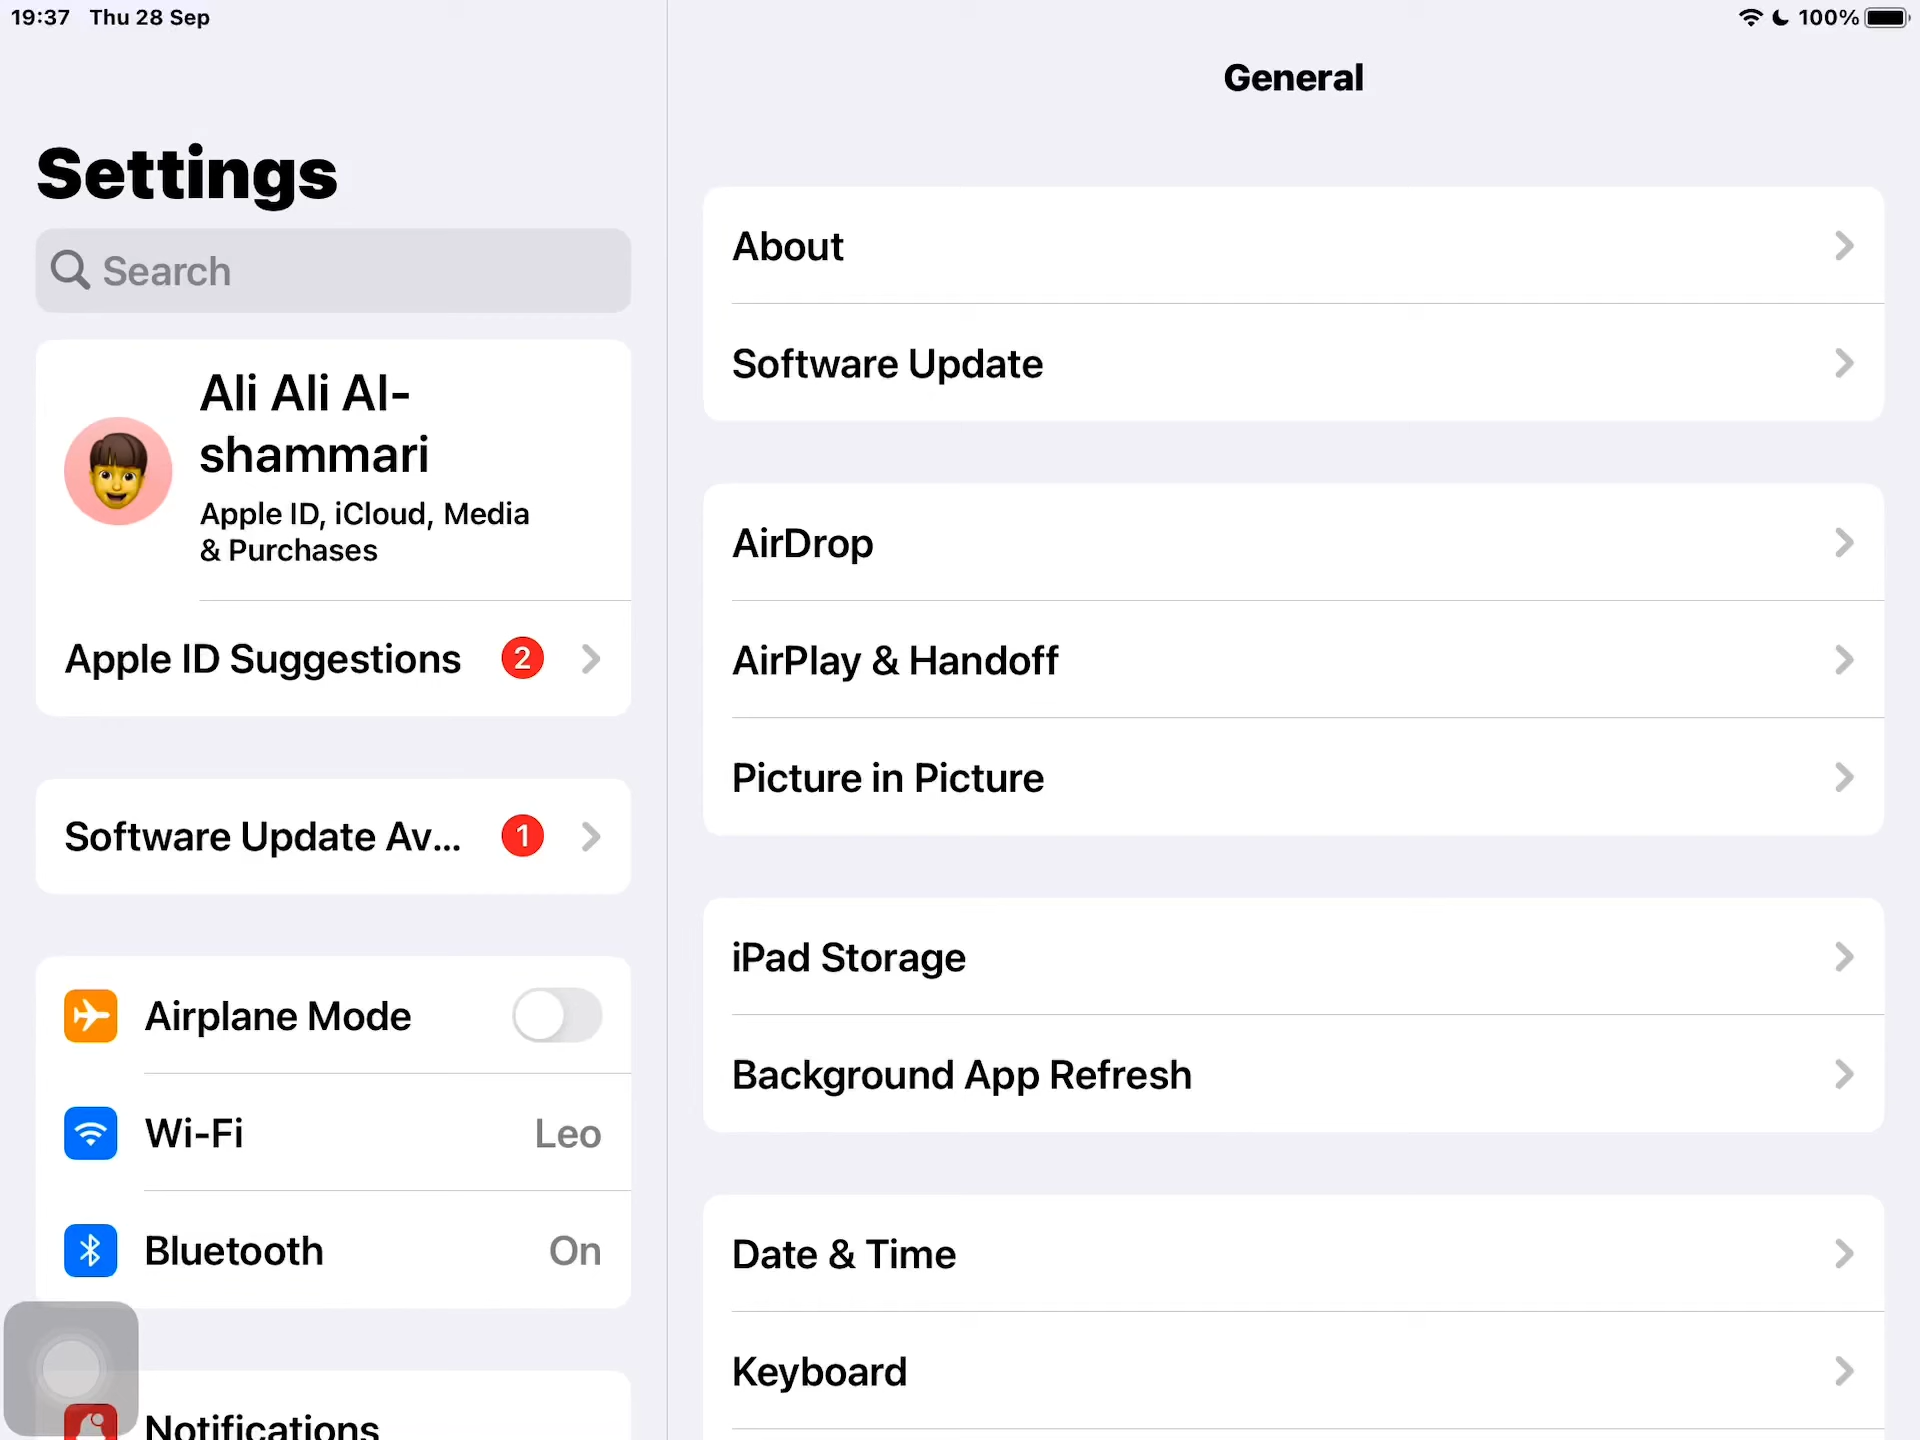 19:37 Thu 28 Sep
100%
Settings
Search
Ali Ali Al-
shammari
Apple ID, iCloud, Media
& Purchases
Apple ID Suggestions 2
Software Update Av... 1
Airplane Mode
Wi-Fi Leo
Bluetooth On
Notifications
General
About
Software Update
AirDrop
AirPlay & Handoff
Picture in Picture
iPad Storage
Background App Refresh
Date & Time
Keyboard